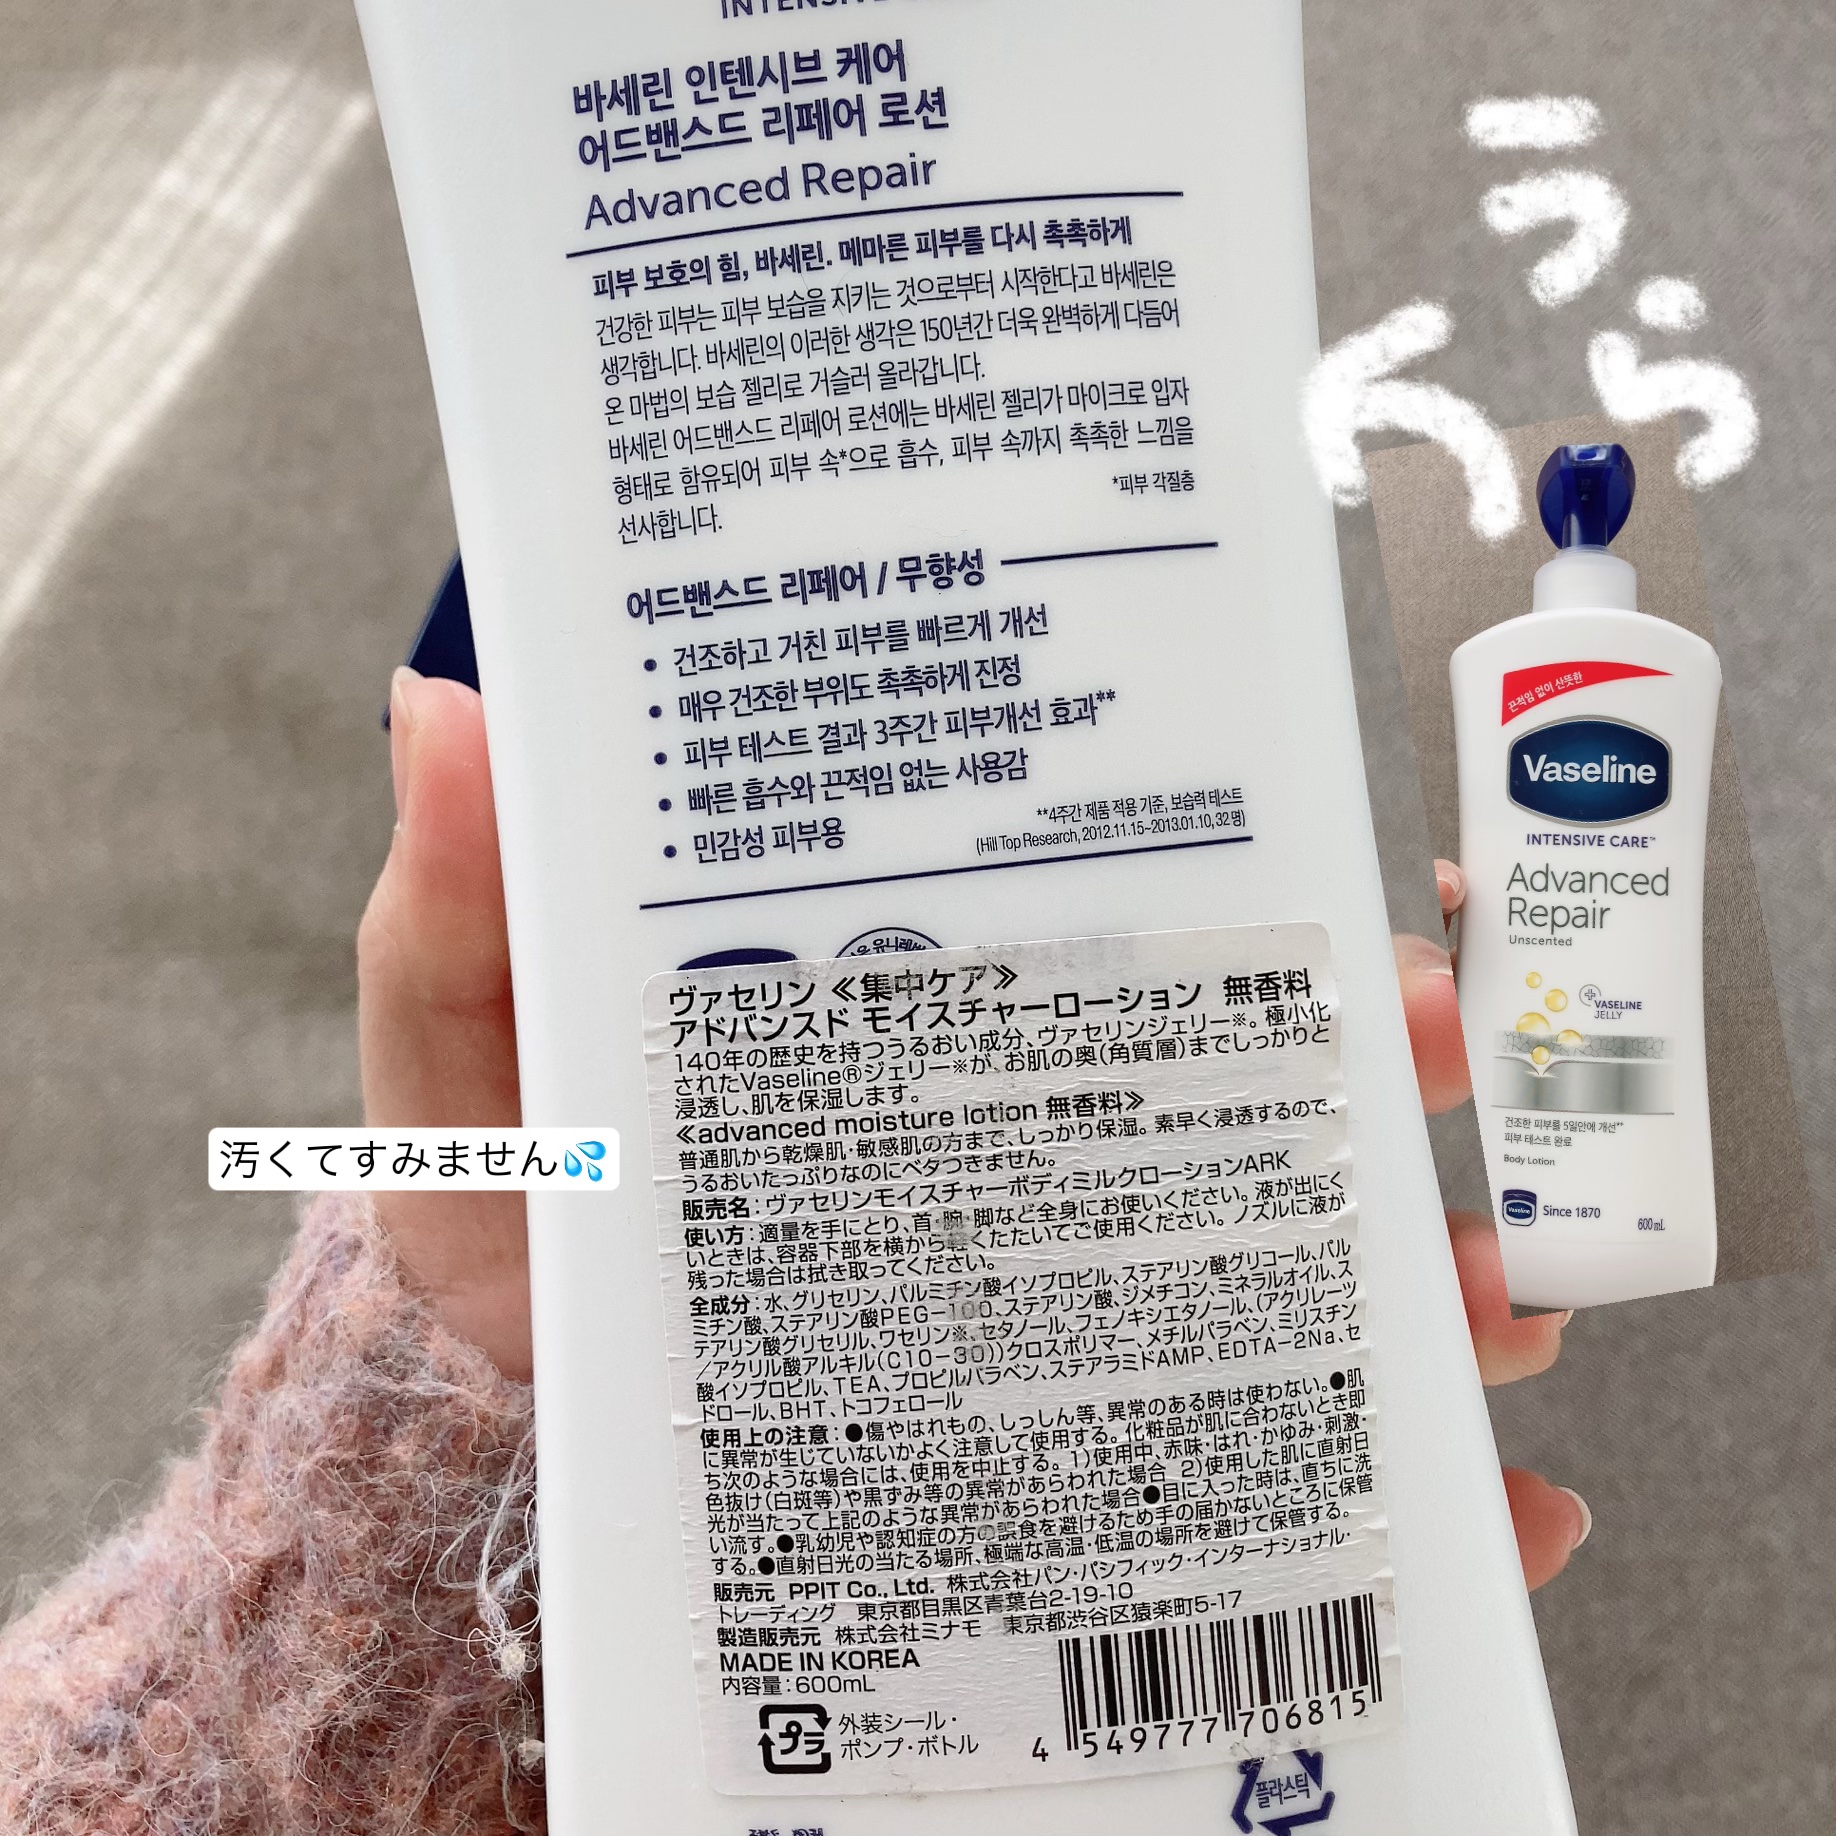 INTENSIVE
바세린 인텐시브 케어
어드밴스드 리페어 로션
Advanced Repair
피부 보호의 힘, 바세린. 메마른 피부를 다시 촉촉하게
건강한 피부는 피부 보습을 지키는 것으로부터 시작한다고 바세린은
생각합니다. 바세린의 이러한 생각은 150년간 더욱 완벽하게 다듬어
온 마법의 보습 젤리로 거슬러 올라갑니다.
바세린 어드밴스드 리페어 로션에는 바세린 젤리가 마이크로 입자
형태로 함유되어 피부 속*으로 흡수, 피부 속까지 촉촉한 느낌을
선사합니다.
*피부 각질층
어드밴스드 리페어 / 무향성
• 건조하고 거친 피부를 빠르게 개선
• 매우 건조한 부위도 촉촉하게 진정
• 피부 테스트 결과 3주간 피부개선 효과**
• 빠른 흡수와 끈적임 없는 사용감
• 민감성 피부용
**4주간 제품 적용 기준, 보습력 테스트
(Hill Top Research, 2012.11.15~2013.01.10, 32명)
ヴァセリン ≪集中ケア≫
アドバンスド モイスチャーローション 無香料
140年の歴史を持つうるおい成分、ヴァセリンジェリー※。極小化
されたVaseline®ジェリー※が、お肌の奥(角質層)までしっかりと
浸透し、肌を保湿します。
≪advanced moisture lotion 無香料≫
普通肌から乾燥肌・敏感肌の方まで、しっかり保湿。素早く浸透するので、
うるおいたっぷりなのにベタつきません。
販売名：ヴァセリンモイスチャーボディミルクローションARK
使い方：適量を手にとり、首・腕・脚など全身にお使いください。液が出にく
いときは、容器下部を横から軽くたたいてご使用ください。ノズルに液が
残った場合は拭き取ってください。
全成分：水、グリセリン、パルミチン酸イソプロピル、ステアリン酸グリコール、パル
ミチン酸、ステアリン酸PEG-100、ステアリン酸、ジメチコン、ミネラルオイル、ス
テアリン酸グリセリル、ワセリン※、セタノール、フェノキシエタノール、(アクリレーツ
／アクリル酸アルキル(C10-30))クロスポリマー、メチルパラベン、ミリスチン
酸イソプロピル、TEA、プロピルパラベン、ステアラミドAMP、EDTA-2Na、セ
ドロール、BHT、トコフェロール
使用上の注意：●傷やはれもの、しっしん等、異常のある時は使わない。●肌
に異常が生じていないかよく注意して使用する。化粧品が肌に合わないとき即
ち次のような場合には、使用を中止する。1)使用中、赤味・はれ・かゆみ・刺激・
色抜け(白斑等)や黒ずみ等の異常があらわれた場合 2)使用した肌に直射日
光が当たって上記のような異常があらわれた場合●目に入った時は、直ちに洗
い流す。●乳幼児や認知症の方の誤食を避けるため手の届かないところに保管
する。●直射日光の当たる場所、極端な高温・低温の場所を避けて保管する。
販売元 PPIT Co., Ltd. 株式会社パン・パシフィック・インターナショナル・
トレーディング 東京都目黒区青葉台2-19-10
製造販売元 株式会社ミナモ 東京都渋谷区猿楽町5-17
MADE IN KOREA
内容量：600mL
プラ
外装シール・
ポンプ・ボトル
4 549777 706815
플라스틱
汚くてすみません💦
うら
끈적임 없이 산뜻한
Vaseline
INTENSIVE CARE™
Advanced
Repair
Unscented
VASELINE
JELLY
건조한 피부를 5일안에 개선**
피부 테스트 완료
Body Lotion
Vaseline
Since 1870
600 mL